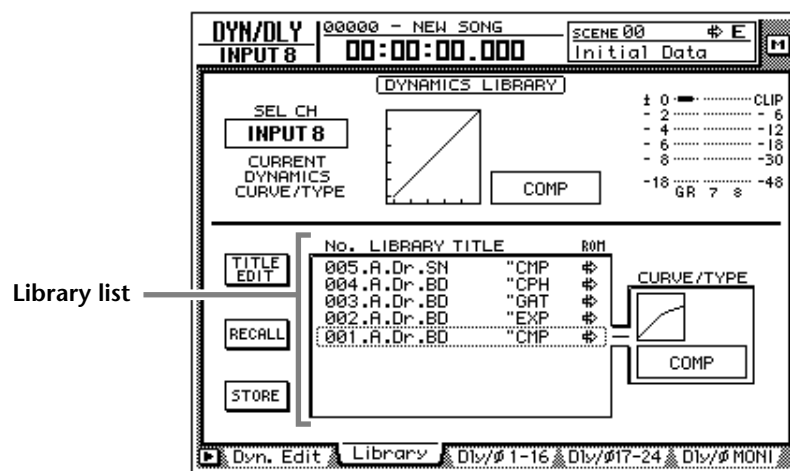 DYN/DLY
INPUT 8
00000 - NEW SONG
00:00:00.000
SCENE 00 E
Initial Data
M
DYNAMICS LIBRARY
SEL CH
INPUT 8
CURRENT
DYNAMICS
CURVE/TYPE
COMP
± 0 CLIP
- 2 - 6
- 4 -12
- 6 -18
- 8 -30
-18 -48
GR 7 8
Library list
TITLE
EDIT
RECALL
STORE
No. LIBRARY TITLE ROM
005.A.Dr.SN "CMP
004.A.Dr.BD "CPH
003.A.Dr.BD "GAT
002.A.Dr.BD "EXP
001.A.Dr.BD "CMP
CURVE/TYPE
COMP
Dyn. Edit Library Dly/Ø 1-16 Dly/Ø17-24 Dly/Ø MONI